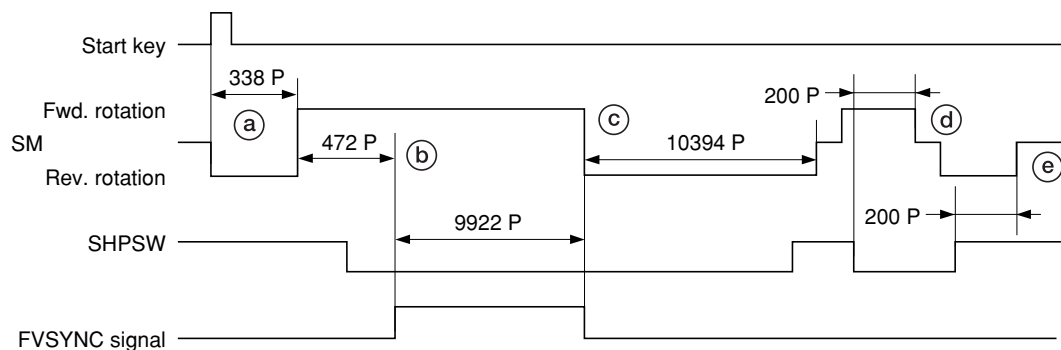 Start key
338 P
Fwd. rotation
200 P
a
c
d
SM
472 P
b
10394 P
Rev. rotation
e
200 P
9922 P
SHPSW
FVSYNC signal